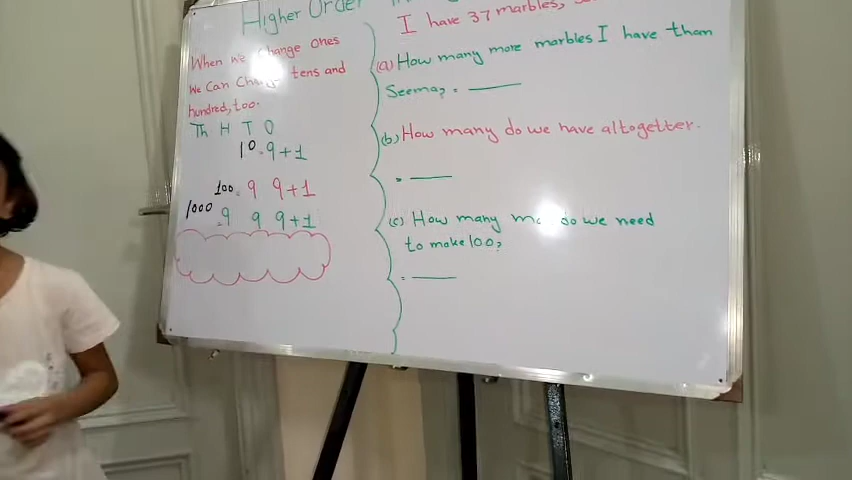 Higher Order
When we change ones
we can change tens and
hundred, too.
Th H T O
10 = 9+1
100 = 9 9+1
1000 = 9 9 9+1
I have 37 marbles,
(a) How many more marbles I have than
Seema? = ____
(b) How many do we have altogetter.
= ____
(c) How many do we need
to make 100?
= ____